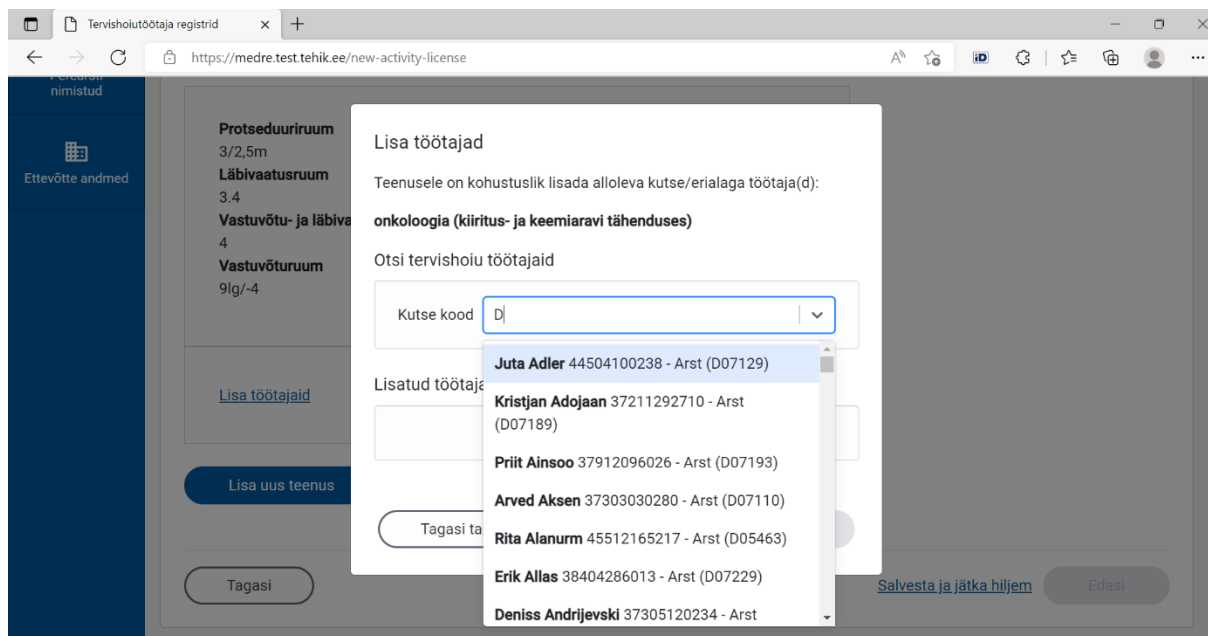 Tervishoiutöötaja registrid
https://medre.test.tehik.ee/new-activity-license
nimistud
Ettevõtte andmed
Protseduuriruum
3/2,5m
Läbivaatusruum
3.4
Vastuvõtu- ja läbiva
4
Vastuvõturuum
9lg/-4
Lisa töötajaid
Lisa uus teenus
Tagasi
Lisa töötajad
Teenusele on kohustuslik lisada alloleva kutse/erialaga töötaja(d):
onkoloogia (kiiritus- ja keemiaravi tähenduses)
Otsi tervishoiu töötajaid
Kutse kood D
Juta Adler 44504100238 - Arst (D07129)
Kristjan Adojaan 37211292710 - Arst
(D07189)
Priit Ainsoo 37912096026 - Arst (D07193)
Arved Aksen 37303030280 - Arst (D07110)
Rita Alanurm 45512165217 - Arst (D05463)
Erik Allas 38404286013 - Arst (D07229)
Deniss Andrijevski 37305120234 - Arst
Lisatud töötaja
Tagasi ta
Salvesta ja jätka hiljem
Edasi